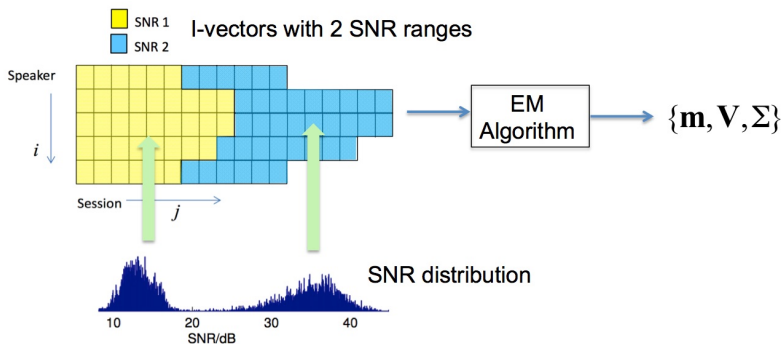 SNR 1
SNR 2
I-vectors with 2 SNR ranges
Speaker
i
Session
j
EM
Algorithm
{m, V, Σ}
SNR distribution
10 20 30 40
SNR/dB